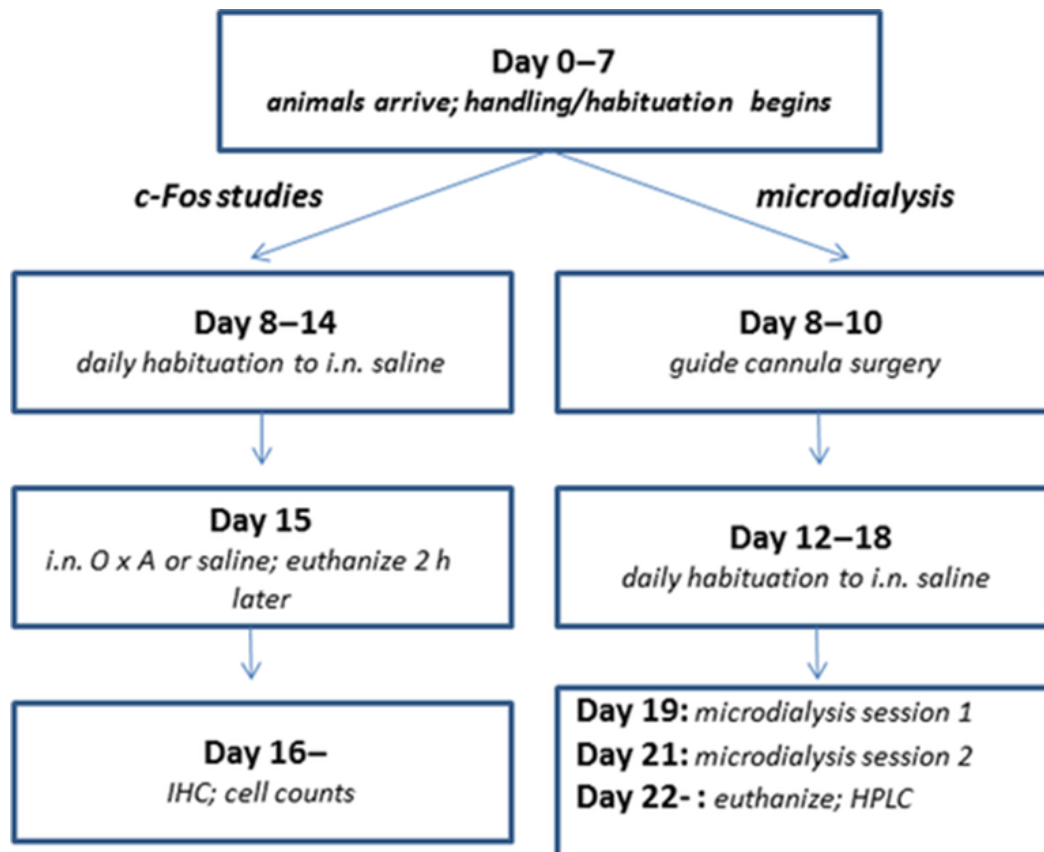 Day 0–7
animals arrive; handling/habituation begins
c-Fos studies
microdialysis
Day 8–14
daily habituation to i.n. saline
Day 8–10
guide cannula surgery
Day 15
i.n. O x A or saline; euthanize 2 h
later
Day 12–18
daily habituation to i.n. saline
Day 16–
IHC; cell counts
Day 19: microdialysis session 1
Day 21: microdialysis session 2
Day 22- : euthanize; HPLC